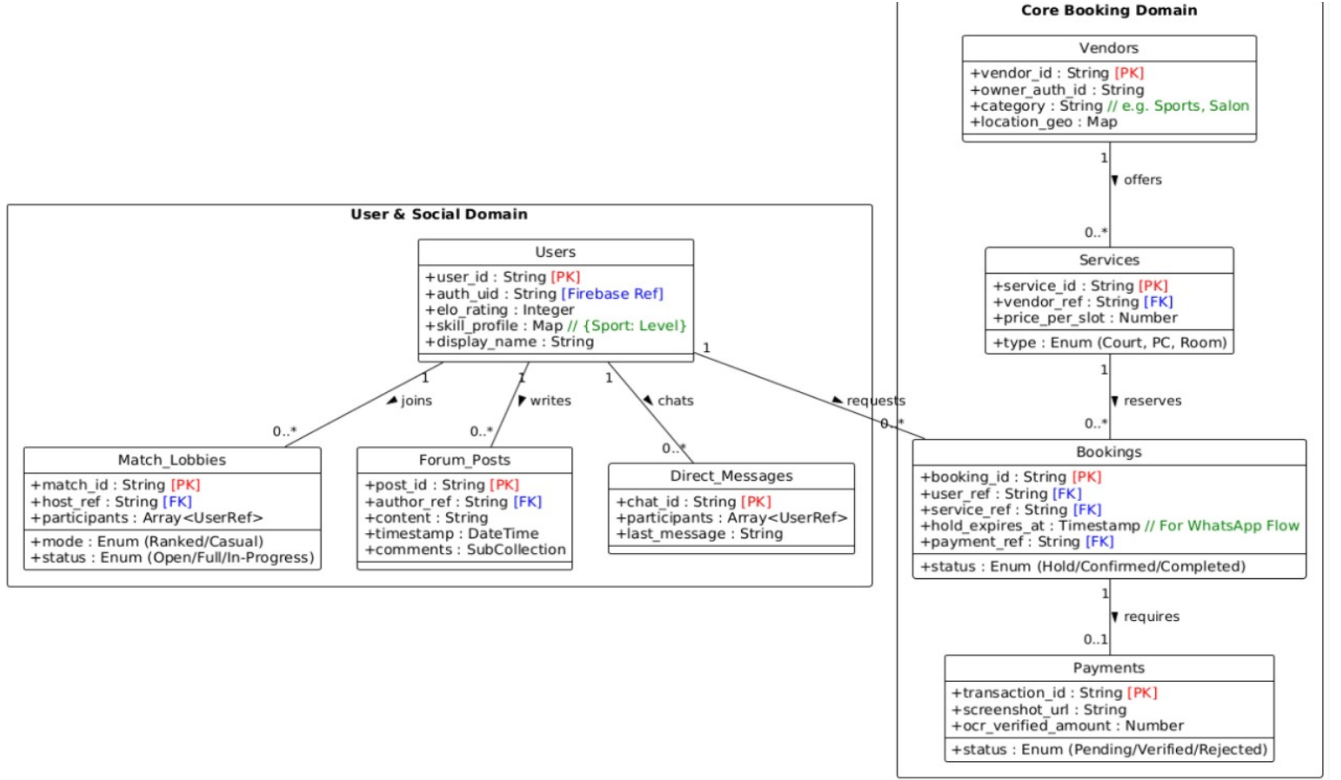 Core Booking Domain
Vendors
+vendor_id : String [PK]
+owner_auth_id : String
+category : String // e.g. Sports, Salon
+location_geo : Map
1
offers
0..*
Services
+service_id : String [PK]
+vendor_ref : String [FK]
+price_per_slot : Number
+type : Enum (Court, PC, Room)
1
reserves
0..*
User & Social Domain
Users
+user_id : String [PK]
+auth_uid : String [Firebase Ref]
+elo_rating : Integer
+skill_profile : Map // {Sport: Level}
+display_name : String
1
joins
0..*
1
writes
0..*
1
chats
0..*
1
requests
0..*
Match_Lobbies
+match_id : String [PK]
+host_ref : String [FK]
+participants : Array<UserRef>
+mode : Enum (Ranked/Casual)
+status : Enum (Open/Full/In-Progress)
Forum_Posts
+post_id : String [PK]
+author_ref : String [FK]
+content : String
+timestamp : DateTime
+comments : SubCollection
Direct_Messages
+chat_id : String [PK]
+participants : Array<UserRef>
+last_message : String
Bookings
+booking_id : String [PK]
+user_ref : String [FK]
+service_ref : String [FK]
+hold_expires_at : Timestamp // For WhatsApp Flow
+payment_ref : String [FK]
+status : Enum (Hold/Confirmed/Completed)
1
requires
0..1
Payments
+transaction_id : String [PK]
+screenshot_url : String
+ocr_verified_amount : Number
+status : Enum (Pending/Verified/Rejected)